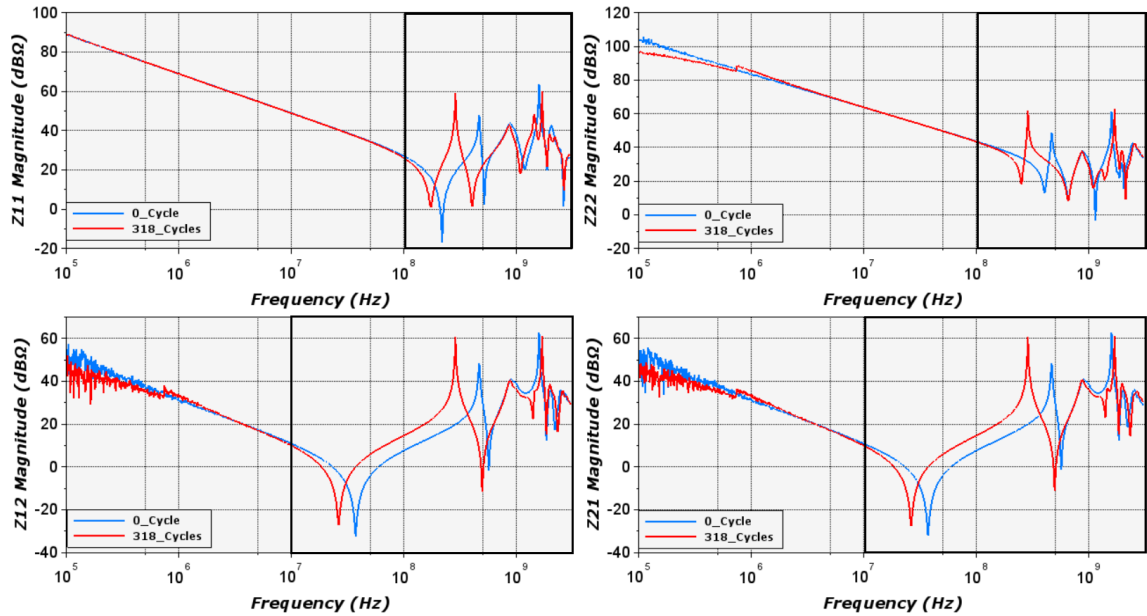 Z11 Magnitude (dBΩ)
100
80
60
40
20
0
-20
0_Cycle
318_Cycles
10^5 10^6 10^7 10^8 10^9
Frequency (Hz)
Z22 Magnitude (dBΩ)
120
100
80
60
40
20
0
-20
0_Cycle
318_Cycles
10^5 10^6 10^7 10^8 10^9
Frequency (Hz)
Z12 Magnitude (dBΩ)
60
40
20
0
-20
-40
0_Cycle
318_Cycles
10^5 10^6 10^7 10^8 10^9
Frequency (Hz)
Z21 Magnitude (dBΩ)
60
40
20
0
-20
-40
0_Cycle
318_Cycles
10^5 10^6 10^7 10^8 10^9
Frequency (Hz)